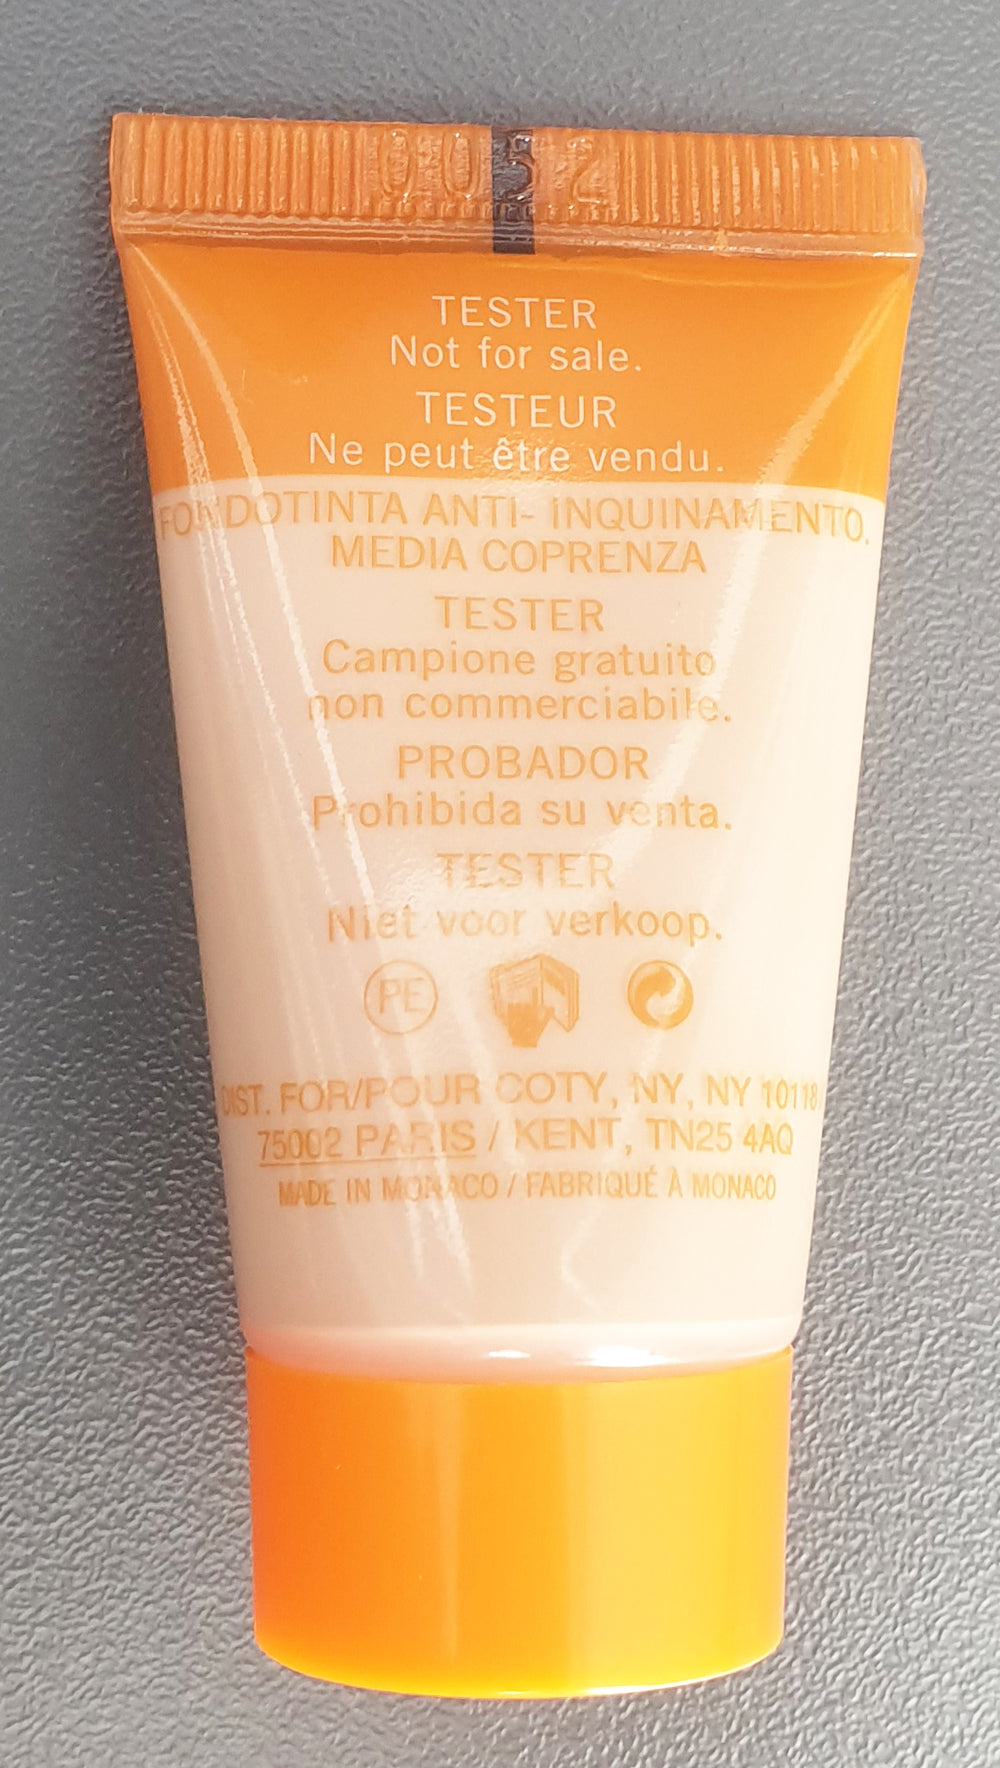 0052
TESTER
Not for sale.
TESTEUR
Ne peut être vendu.
FONDOTINTA ANTI- INQUINAMENTO.
MEDIA COPRENZA
TESTER
Campione gratuito
non commerciabile.
PROBADOR
Prohibida su venta.
TESTER
Niet voor verkoop.
PE
DIST. FOR/POUR COTY, NY, NY 10118
75002 PARIS / KENT, TN25 4AQ
MADE IN MONACO / FABRIQUÉ À MONACO